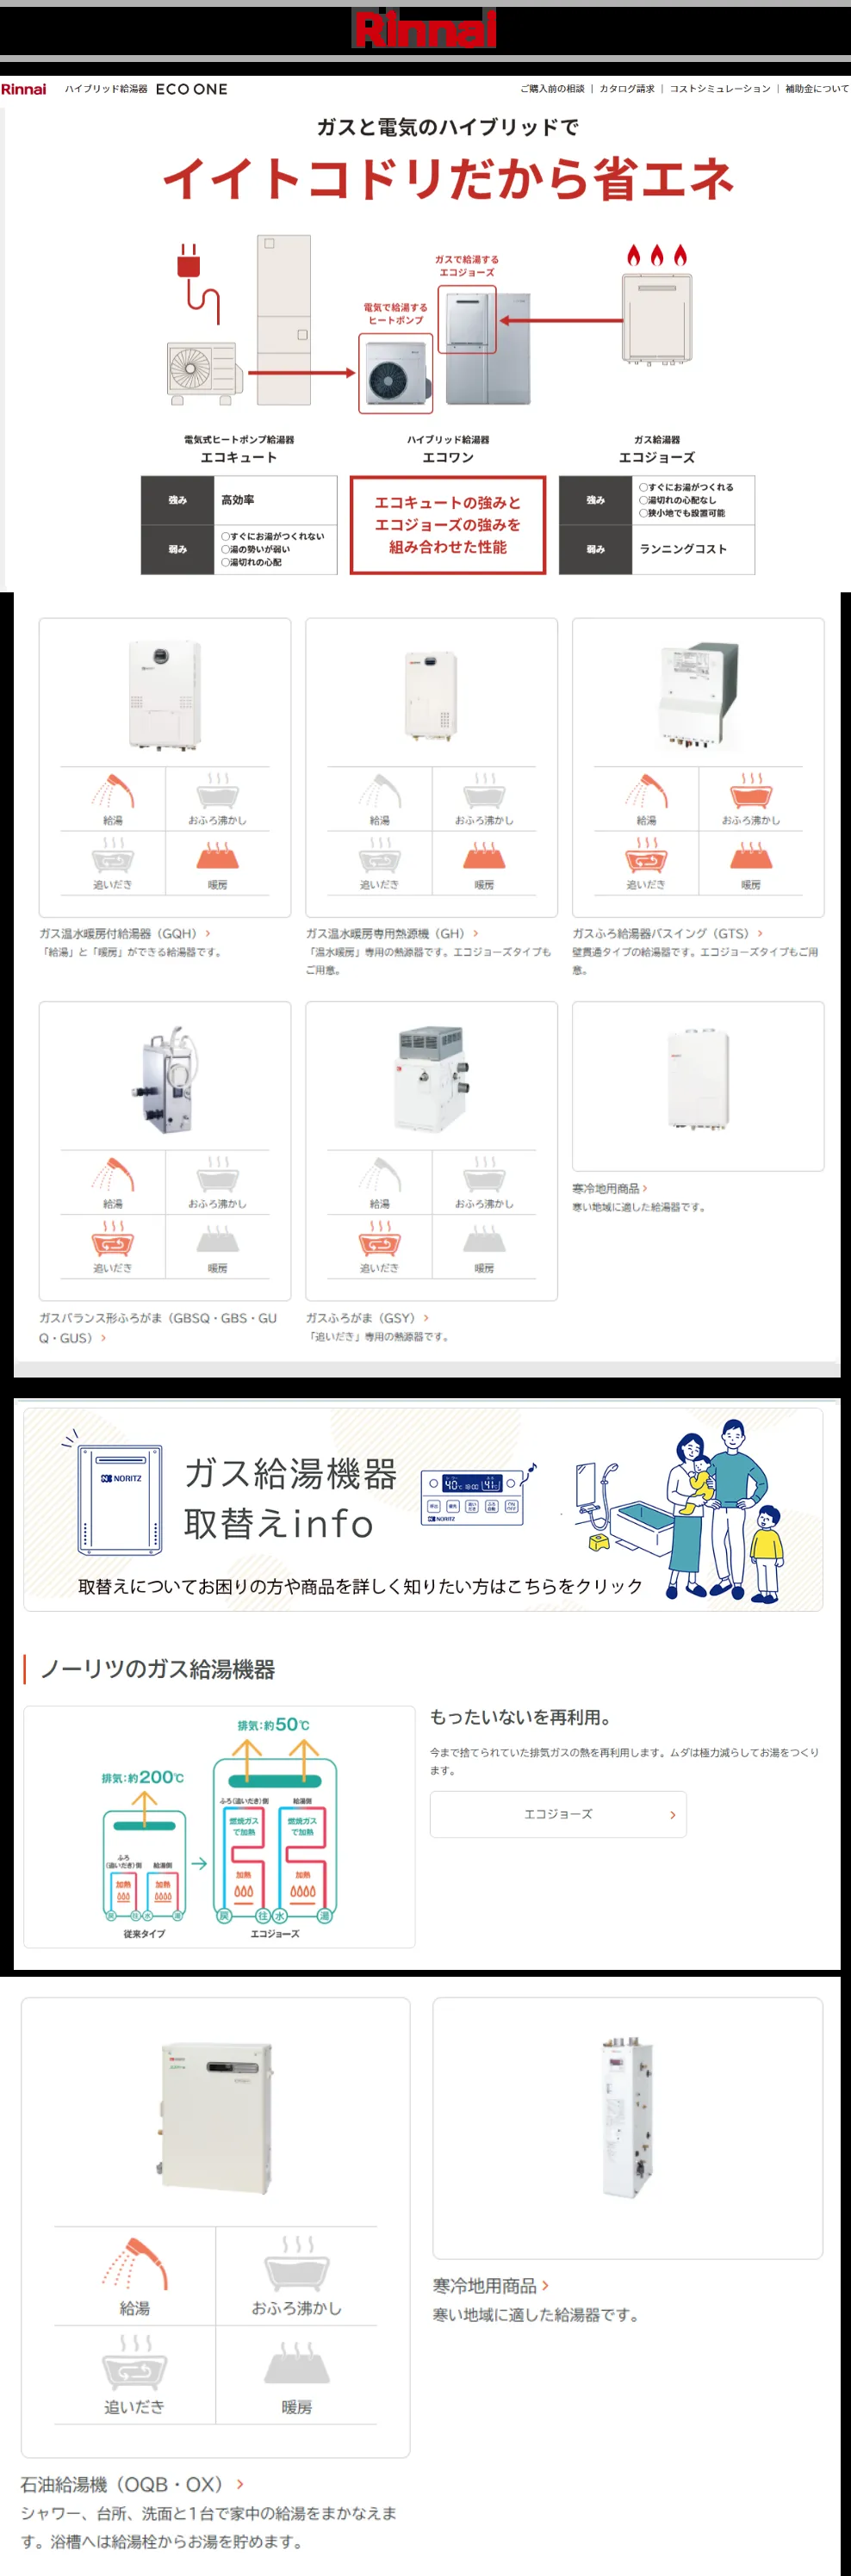 Rinnai
Rinnai ハイブリッド給湯器 ECO ONE ご購入前の相談 | カタログ請求 | コストシミュレーション | 補助金について
ガスと電気のハイブリッドで
イイトコドリだから省エネ
ガスで給湯する
エコジョーズ
電気で給湯する
ヒートポンプ
電気式ヒートポンプ給湯器
エコキュート
ハイブリッド給湯器
エコワン
ガス給湯器
エコジョーズ
強み 高効率
弱み
○すぐにお湯がつくれない
○湯の勢いが弱い
○湯切れの心配
エコキュートの強みと
エコジョーズの強みを
組み合わせた性能
強み
○すぐにお湯がつくれる
○湯切れの心配なし
○狭小地でも設置可能
弱み ランニングコスト
給湯 おふろ沸かし
追いだき 暖房
ガス温水暖房付給湯器（GQH）
「給湯」と「暖房」ができる給湯器です。
給湯 おふろ沸かし
追いだき 暖房
ガス温水暖房専用熱源機（GH）
「温水暖房」専用の熱源器です。エコジョーズタイプも
ご用意。
給湯 おふろ沸かし
追いだき 暖房
ガスふろ給湯器バスイング（GTS）
壁貫通タイプの給湯器です。エコジョーズタイプもご用
意。
給湯 おふろ沸かし
追いだき 暖房
ガスバランス形ふろがま（GBSQ・GBS・GU
Q・GUS）
給湯 おふろ沸かし
追いだき 暖房
ガスふろがま（GSY）
「追いだき」専用の熱源器です。
寒冷地用商品
寒い地域に適した給湯器です。
NORITZ
ガス給湯機器
取替えinfo
40℃ 18:00 41℃
NORITZ
取替えについてお困りの方や商品を詳しく知りたい方はこちらをクリック
ノーリツのガス給湯機器
排気:約50℃
排気:約200℃
ふろ(追いだき)側 給湯側
燃焼ガス
で加熱
燃焼ガス
で加熱
加熱 加熱
ふろ
(追いだき)側 給湯側
加熱 加熱
戻 往 水 湯
戻 往 水 湯
従来タイプ
エコジョーズ
もったいないを再利用。
今まで捨てられていた排気ガスの熱を再利用します。ムダは極力減らしてお湯をつくり
ます。
エコジョーズ
給湯 おふろ沸かし
追いだき 暖房
石油給湯機（OQB・OX）
シャワー、台所、洗面と1台で家中の給湯をまかなえま
す。浴槽へは給湯栓からお湯を貯めます。
寒冷地用商品
寒い地域に適した給湯器です。